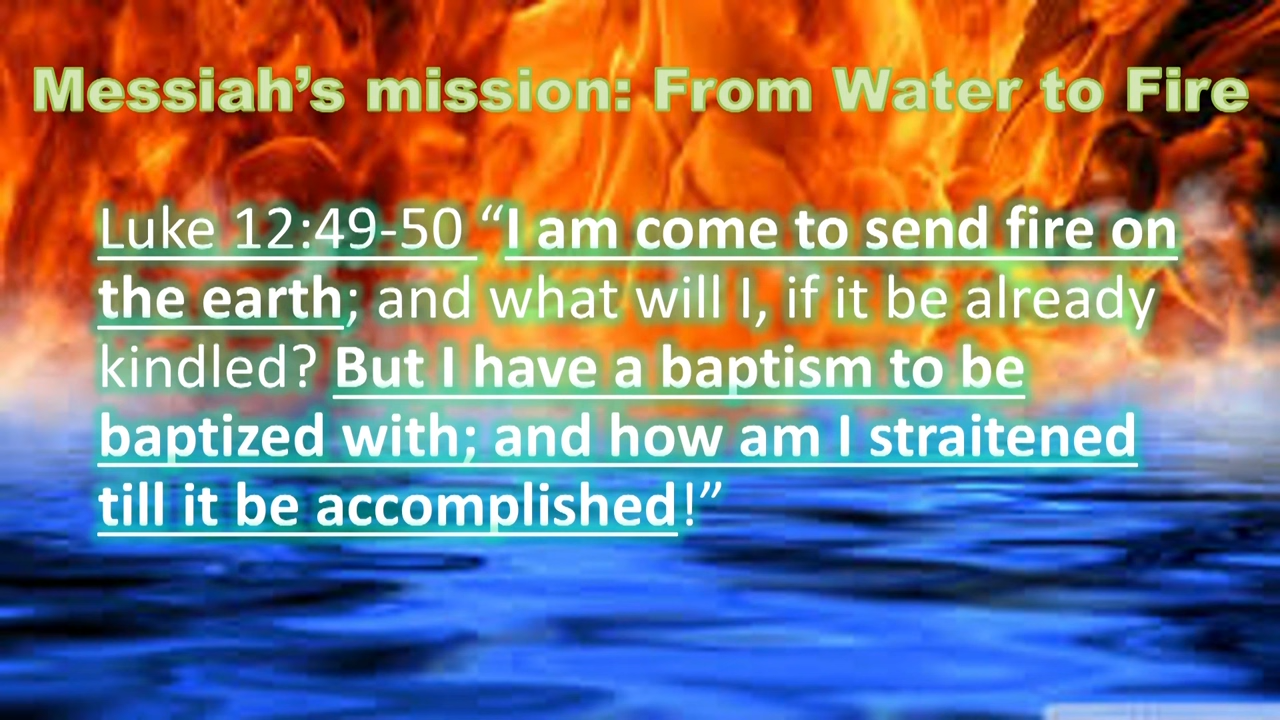 Messiah’s mission: From Water to Fire
Luke 12:49-50 “I am come to send fire on
the earth; and what will I, if it be already
kindled? But I have a baptism to be
baptized with; and how am I straitened
till it be accomplished!”